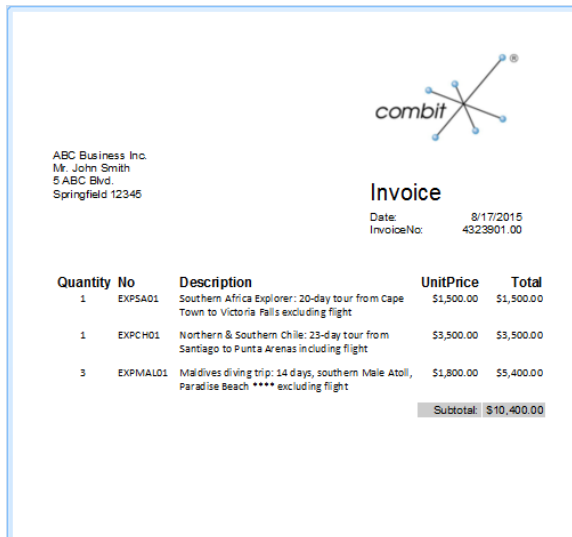 combit ®
ABC Business Inc.
Mr. John Smith
5 ABC Blvd.
Springfield 12345
Invoice
Date: 8/17/2015
InvoiceNo: 4323901.00
Quantity No Description UnitPrice Total
1 EXPSA01 Southern Africa Explorer: 20-day tour from Cape $1,500.00 $1,500.00
Town to Victoria Falls excluding flight
1 EXPCH01 Northern & Southern Chile: 23-day tour from $3,500.00 $3,500.00
Santiago to Punta Arenas including flight
3 EXPMAL01 Maldives diving trip: 14 days, southern Male Atoll, $1,800.00 $5,400.00
Paradise Beach **** excluding flight
Subtotal: $10,400.00